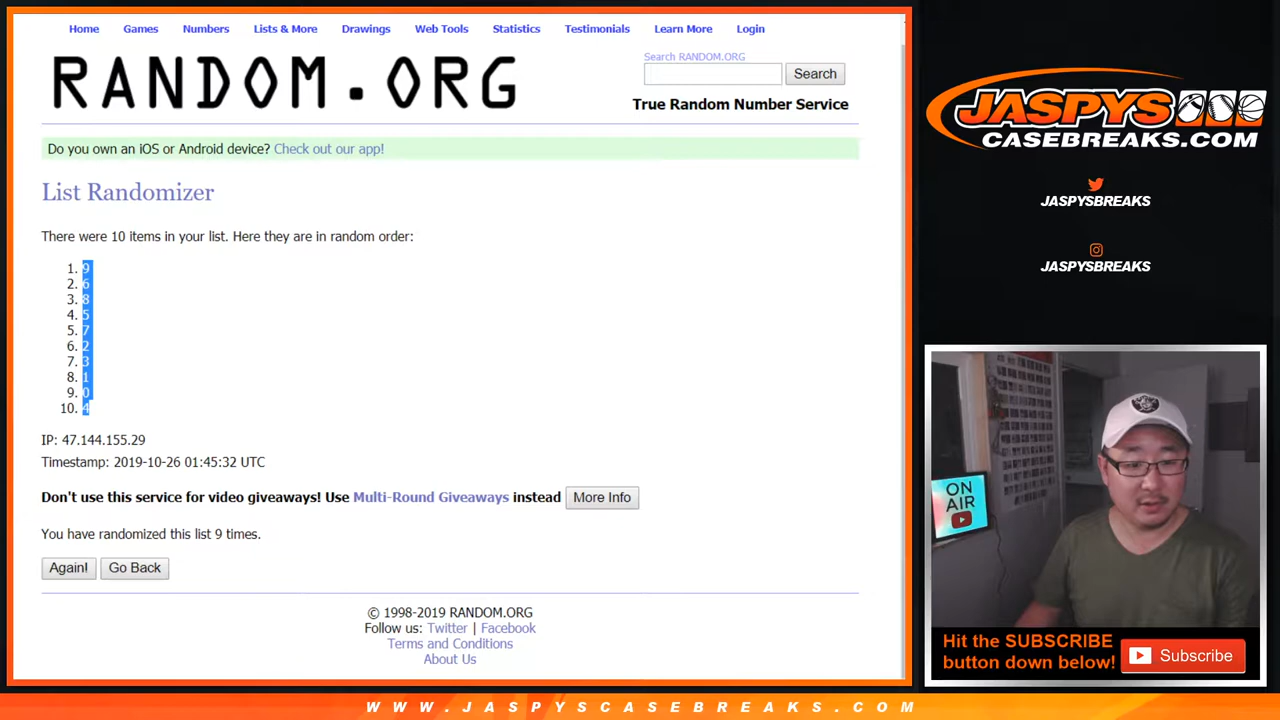 Home Games Numbers Lists & More Drawings Web Tools Statistics Testimonials Learn More Login
RANDOM.ORG
Search RANDOM.ORG
Search
True Random Number Service
Do you own an iOS or Android device? Check out our app!
List Randomizer
There were 10 items in your list. Here they are in random order:
1. 9
2. 6
3. 8
4. 5
5. 7
6. 2
7. 3
8. 1
9. 0
10. 4
IP: 47.144.155.29
Timestamp: 2019-10-26 01:45:32 UTC
Don't use this service for video giveaways! Use Multi-Round Giveaways instead More Info
You have randomized this list 9 times.
Again! Go Back
© 1998-2019 RANDOM.ORG
Follow us: Twitter | Facebook
Terms and Conditions
About Us
JASPYS
CASEBREAKS.COM
JASPYSBREAKS
JASPYSBREAKS
ON
AIR
Hit the SUBSCRIBE
button down below!
Subscribe
WWW.JASPYSCASEBREAKS.COM